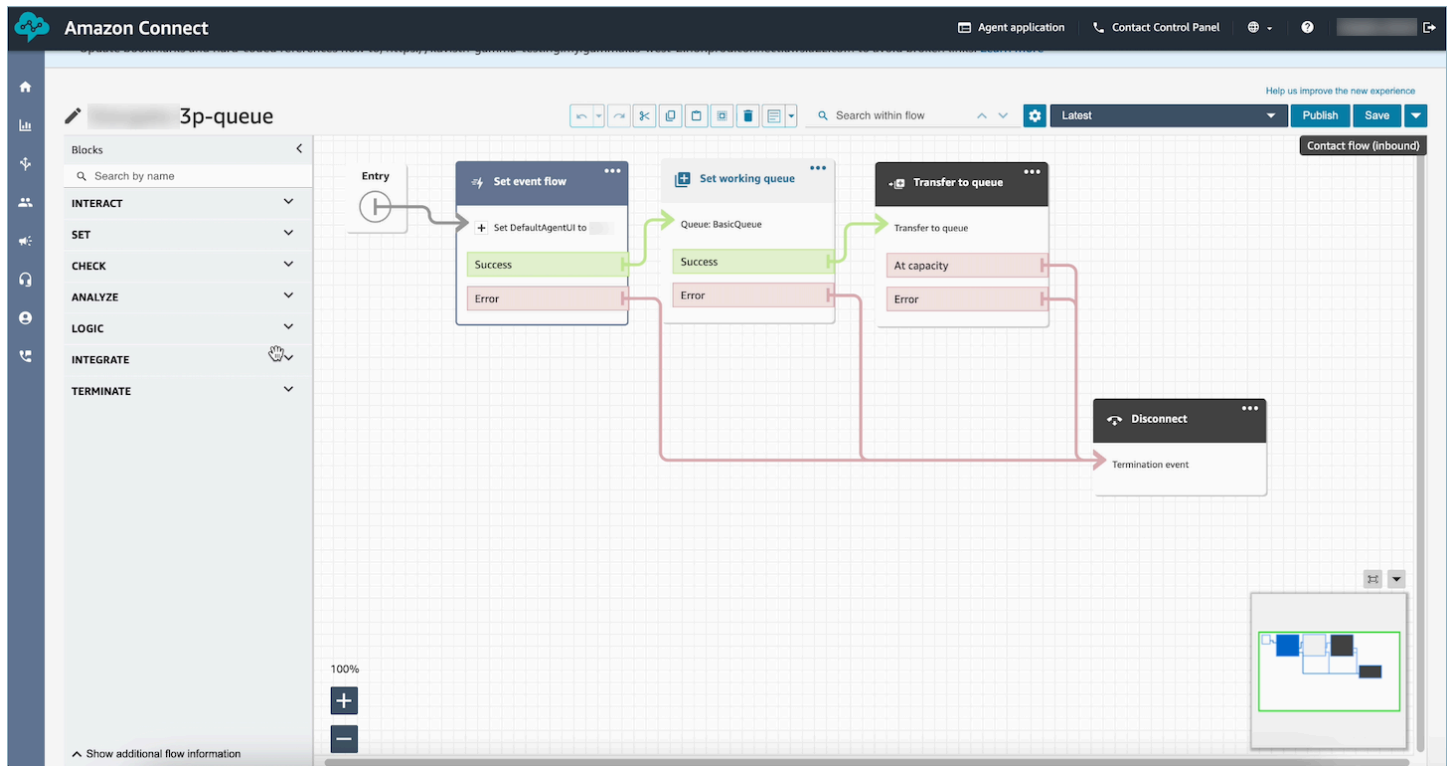 Amazon Connect
Agent application
Contact Control Panel
Help us improve the new experience
3p-queue
Search within flow
Latest
Publish
Save
Contact flow (inbound)
Blocks
Search by name
INTERACT
SET
CHECK
ANALYZE
LOGIC
INTEGRATE
TERMINATE
Show additional flow information
Entry
Set event flow
Set DefaultAgentUI to
Success
Error
Set working queue
Queue: BasicQueue
Success
Error
Transfer to queue
Transfer to queue
At capacity
Error
Disconnect
Termination event
100%